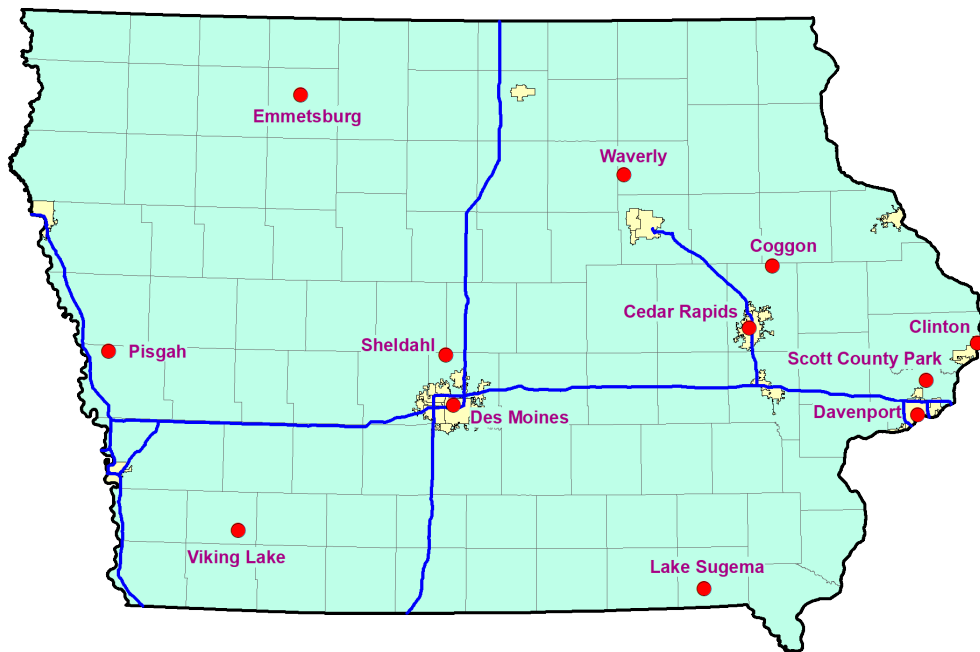 Emmetsburg
Waverly
Coggon
Cedar Rapids
Clinton
Sheldahl
Pisgah
Scott County Park
Davenport
Des Moines
Viking Lake
Lake Sugema